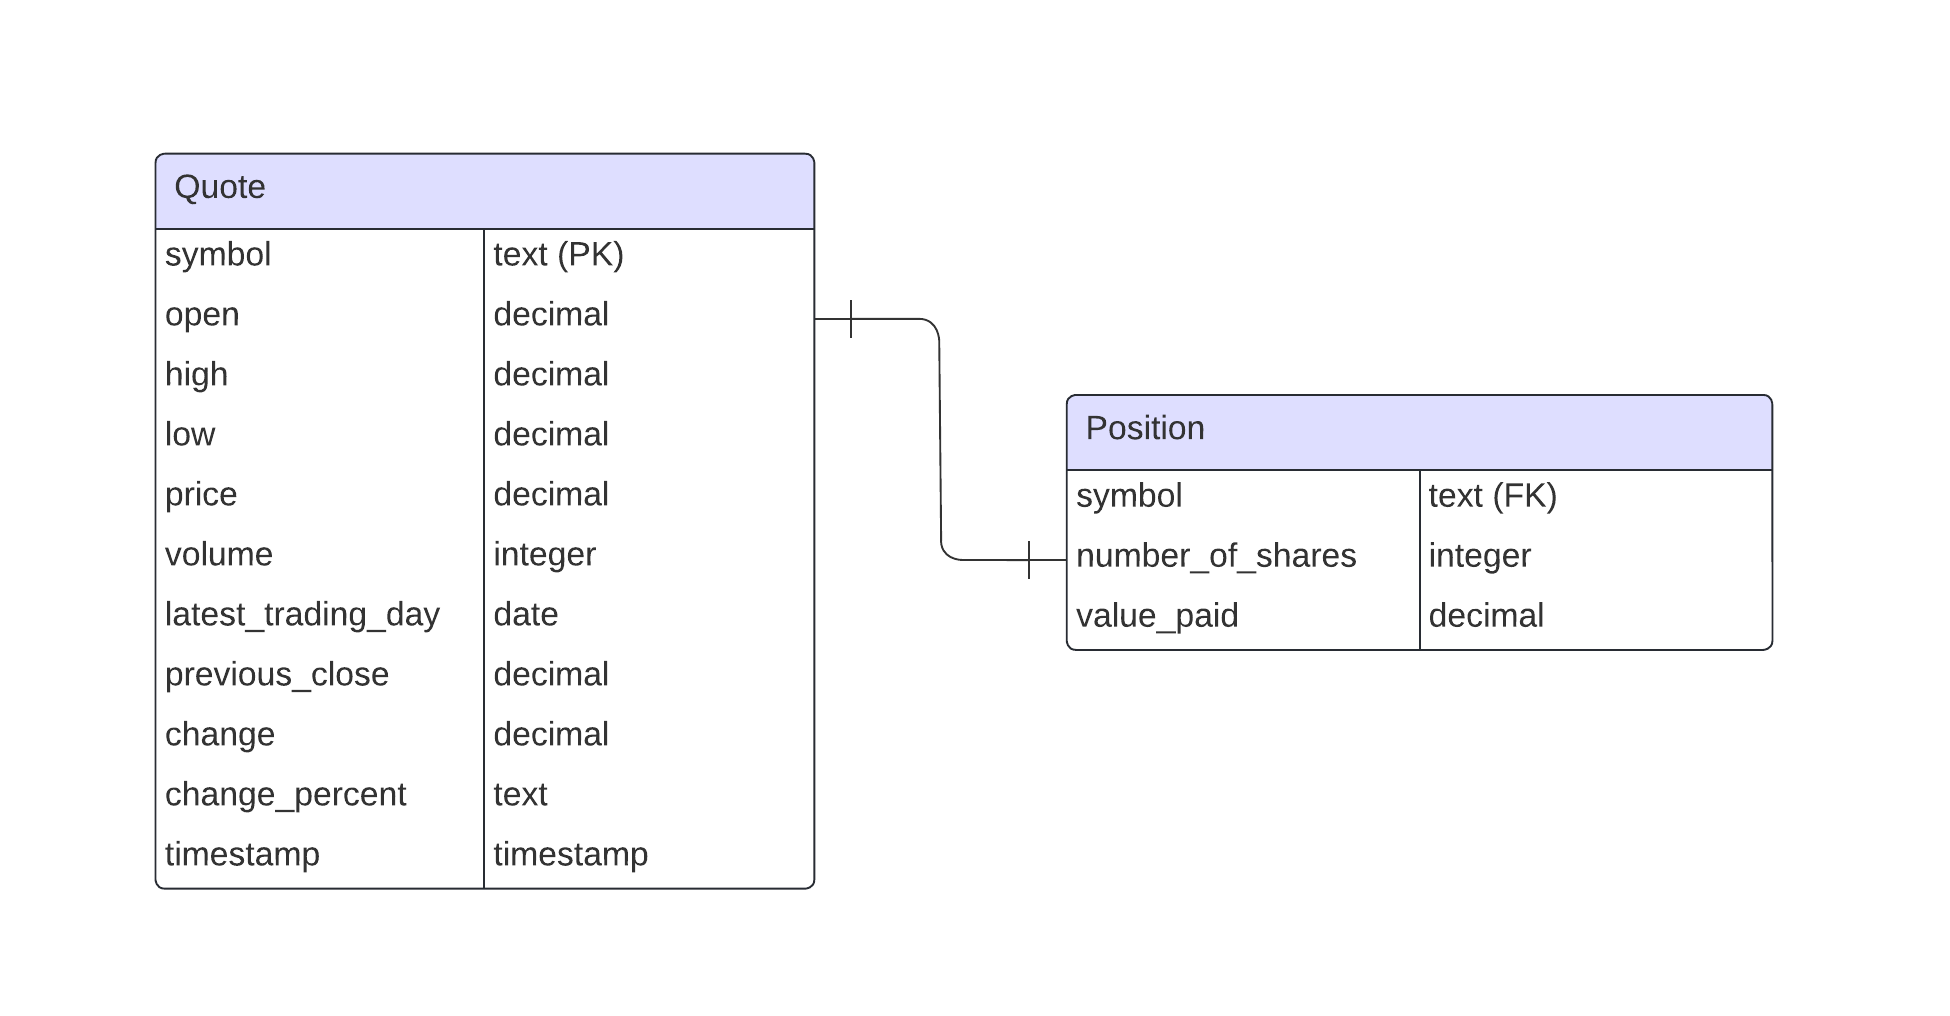 Quote
symbol text (PK)
open decimal
high decimal
low decimal
price decimal
volume integer
latest_trading_day date
previous_close decimal
change decimal
change_percent text
timestamp timestamp
Position
symbol text (FK)
number_of_shares integer
value_paid decimal